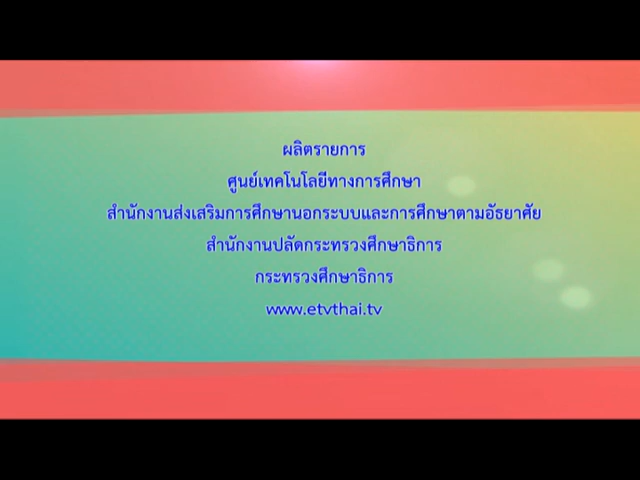 ผลิตรายการ
ศูนย์เทคโนโลยีทางการศึกษา
สำนักงานส่งเสริมการศึกษานอกระบบและการศึกษาตามอัธยาศัย
สำนักงานปลัดกระทรวงศึกษาธิการ
กระทรวงศึกษาธิการ
www.etvthai.tv